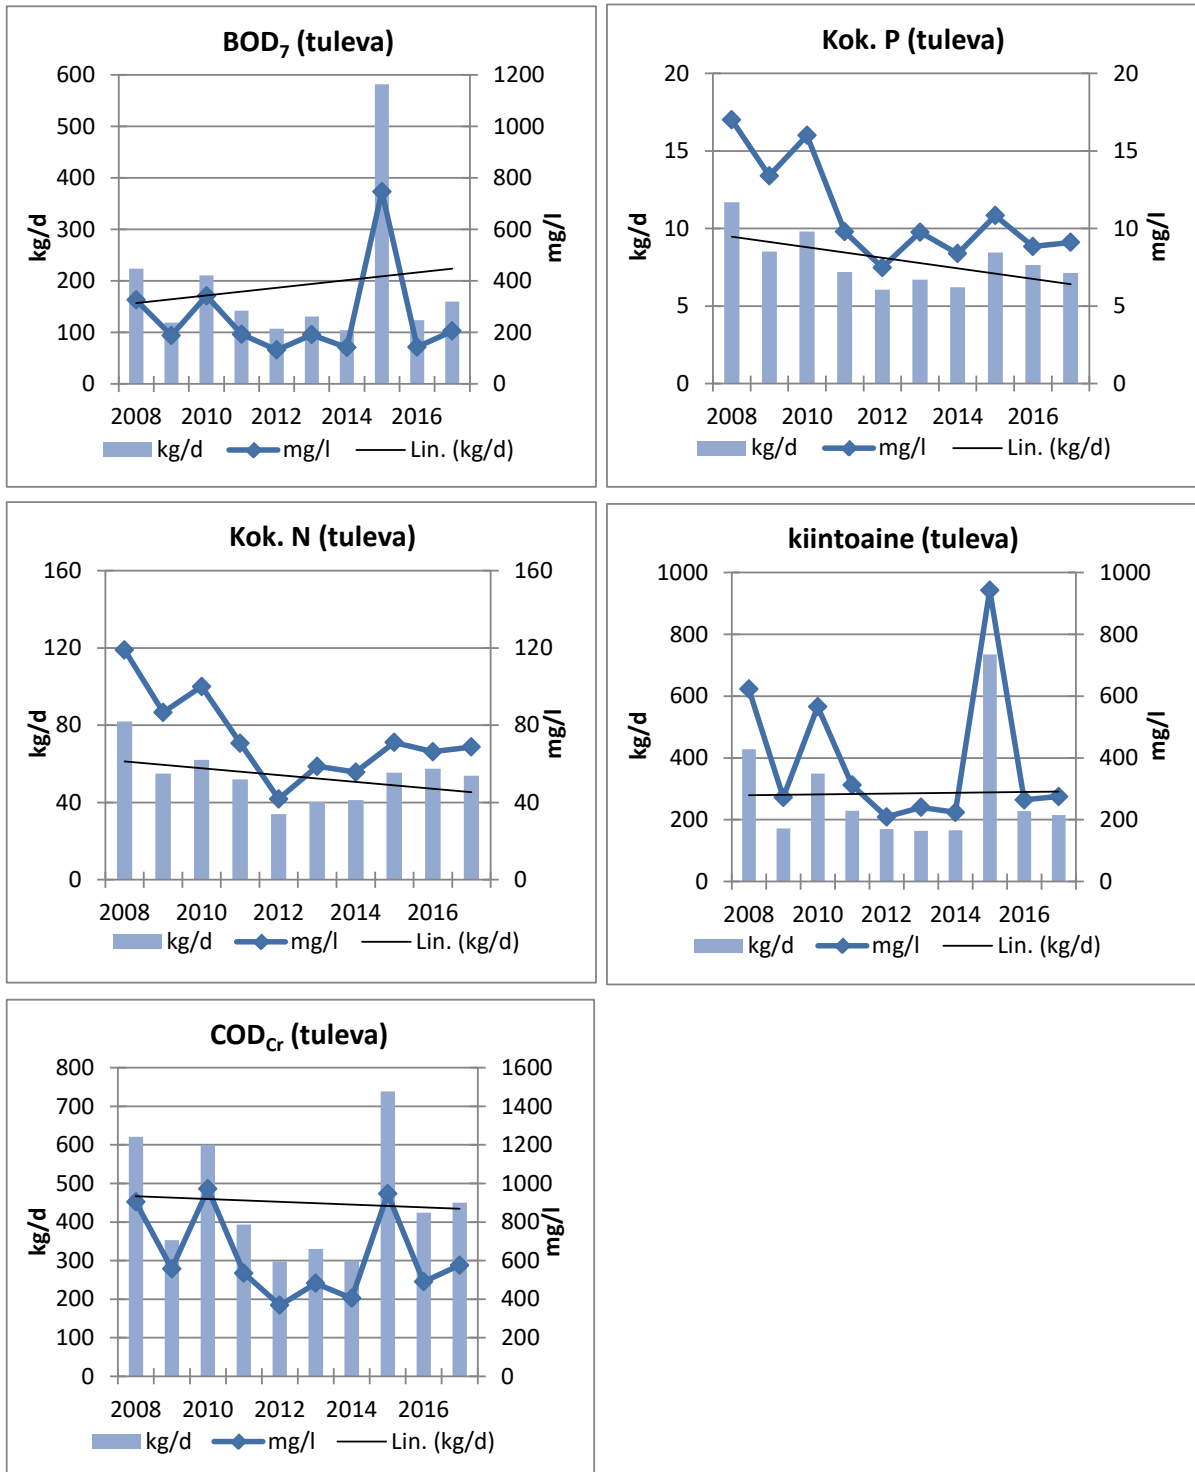 BOD₇ (tuleva)
600
500
400
300
200
100
0
kg/d
1200
1000
800
600
400
200
0
mg/l
2008 2010 2012 2014 2016
kg/d mg/l Lin. (kg/d)
Kok. P (tuleva)
20
15
10
5
0
kg/d
20
15
10
5
0
mg/l
2008 2010 2012 2014 2016
kg/d mg/l Lin. (kg/d)
Kok. N (tuleva)
160
120
80
40
0
kg/d
160
120
80
40
0
mg/l
2008 2010 2012 2014 2016
kg/d mg/l Lin. (kg/d)
kiintoaine (tuleva)
1000
800
600
400
200
0
kg/d
1000
800
600
400
200
0
mg/l
2008 2010 2012 2014 2016
kg/d mg/l Lin. (kg/d)
COD_Cr (tuleva)
800
700
600
500
400
300
200
100
0
kg/d
1600
1400
1200
1000
800
600
400
200
0
mg/l
2008 2010 2012 2014 2016
kg/d mg/l Lin. (kg/d)